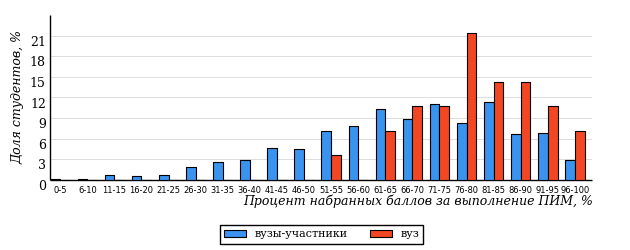 Доля студентов, %
21
18
15
12
9
6
3
0
0-5 6-10 11-15 16-20 21-25 26-30 31-35 36-40 41-45 46-50 51-55 56-60 61-65 66-70 71-75 76-80 81-85 86-90 91-95 96-100
Процент набранных баллов за выполнение ПИМ, %
вузы-участники вуз